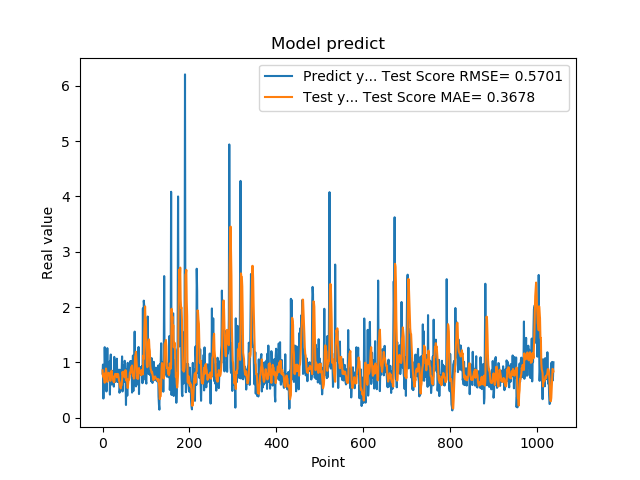 Model predict
Predict y... Test Score RMSE= 0.5701
Test y... Test Score MAE= 0.3678
6
5
4
3
2
1
0
Real value
0 200 400 600 800 1000
Point